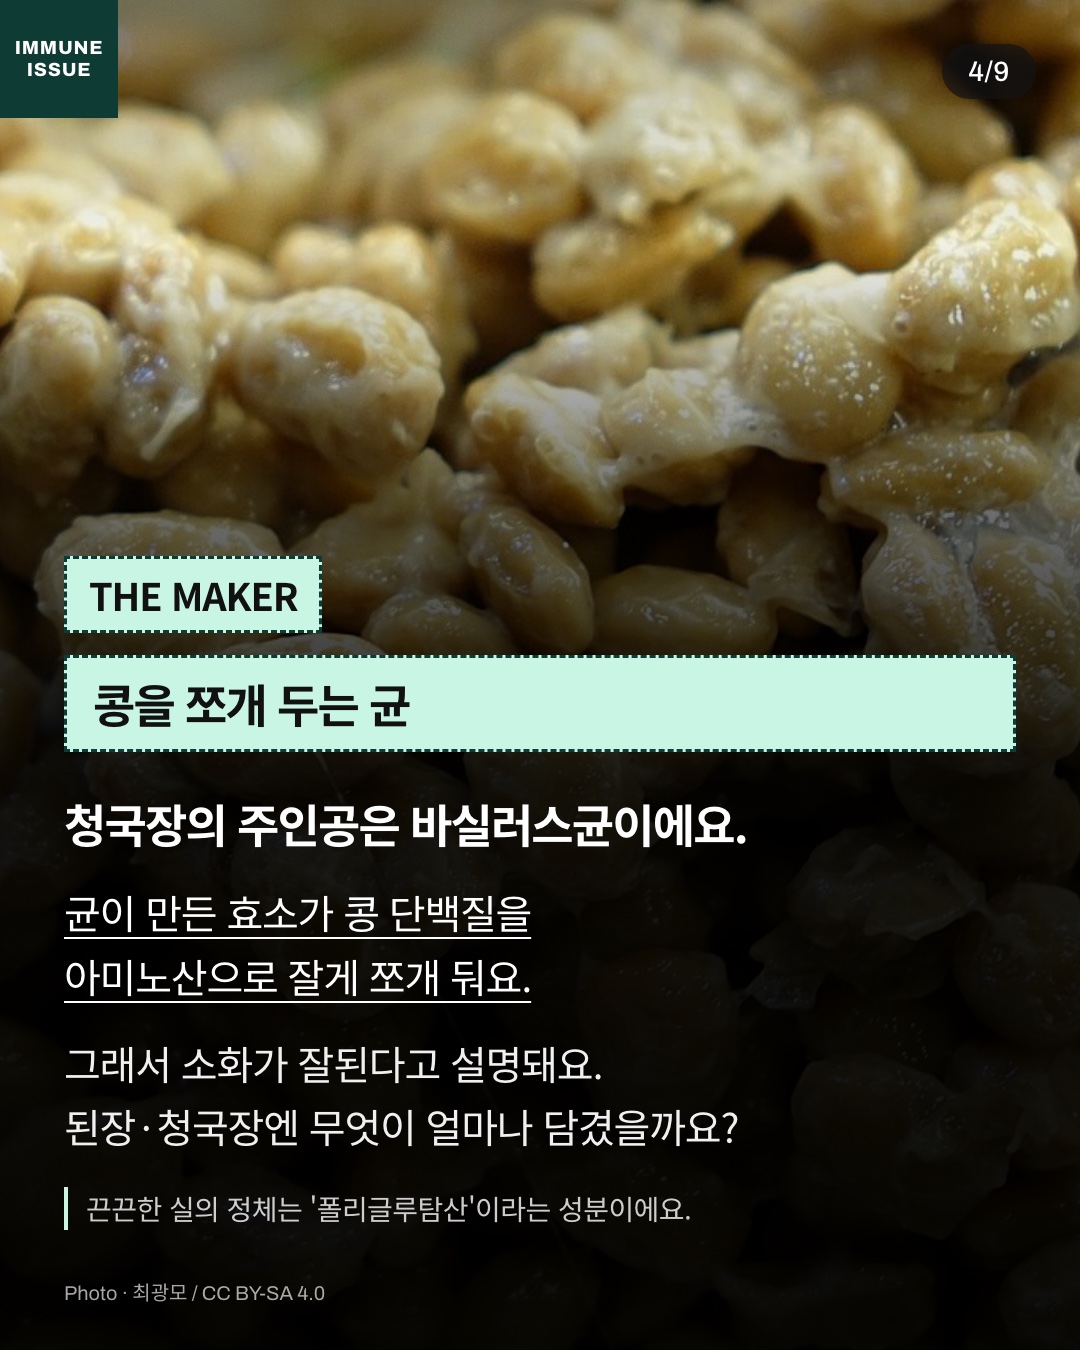 IMMUNE
ISSUE
4/9
THE MAKER
콩을 쪼개 두는 균
청국장의 주인공은 바실러스균이에요.
균이 만든 효소가 콩 단백질을
아미노산으로 잘게 쪼개 둬요.
그래서 소화가 잘된다고 설명돼요.
된장·청국장엔 무엇이 얼마나 담겼을까요?
끈끈한 실의 정체는 '폴리글루탐산'이라는 성분이에요.
Photo · 최광모 / CC BY-SA 4.0